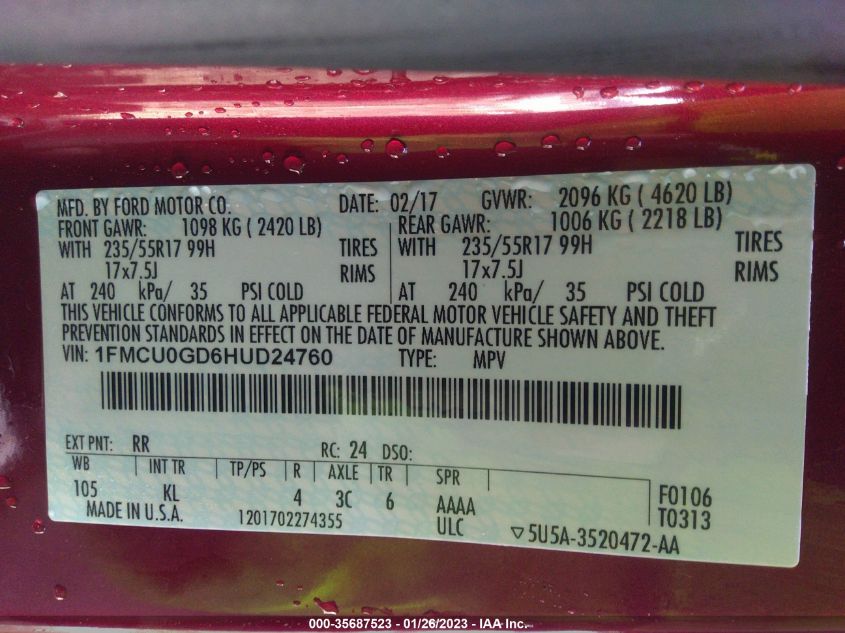 MFD. BY FORD MOTOR CO. DATE: 02/17 GVWR: 2096 KG ( 4620 LB)
FRONT GAWR: 1098 KG ( 2420 LB) REAR GAWR: 1006 KG ( 2218 LB)
WITH 235/55R17 99H TIRES WITH 235/55R17 99H TIRES
17x7.5J RIMS 17x7.5J RIMS
AT 240 kPa/ 35 PSI COLD AT 240 kPa/ 35 PSI COLD
THIS VEHICLE CONFORMS TO ALL APPLICABLE FEDERAL MOTOR VEHICLE SAFETY AND THEFT
PREVENTION STANDARDS IN EFFECT ON THE DATE OF MANUFACTURE SHOWN ABOVE.
VIN: 1FMCU0GD6HUD24760 TYPE: MPV
EXT PNT: RR RC: 24 DSO:
WB INT TR TP/PS R AXLE TR SPR
105 KL 4 3C 6 AAAA F0106
MADE IN U.S.A. 1201702274355 ULC T0313
▽5U5A-3520472-AA
000-35687523 - 01/26/2023 - IAA Inc.